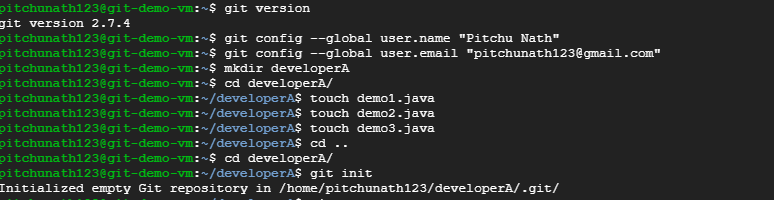 pitchunath123@git-demo-vm:~$ git version
git version 2.7.4
pitchunath123@git-demo-vm:~$ git config --global user.name "Pitchu Nath"
pitchunath123@git-demo-vm:~$ git config --global user.email "pitchunath123@gmail.com"
pitchunath123@git-demo-vm:~$ mkdir developerA
pitchunath123@git-demo-vm:~$ cd developerA/
pitchunath123@git-demo-vm:~/developerA$ touch demo1.java
pitchunath123@git-demo-vm:~/developerA$ touch demo2.java
pitchunath123@git-demo-vm:~/developerA$ touch demo3.java
pitchunath123@git-demo-vm:~/developerA$ cd ..
pitchunath123@git-demo-vm:~$ cd developerA/
pitchunath123@git-demo-vm:~/developerA$ git init
Initialized empty Git repository in /home/pitchunath123/developerA/.git/